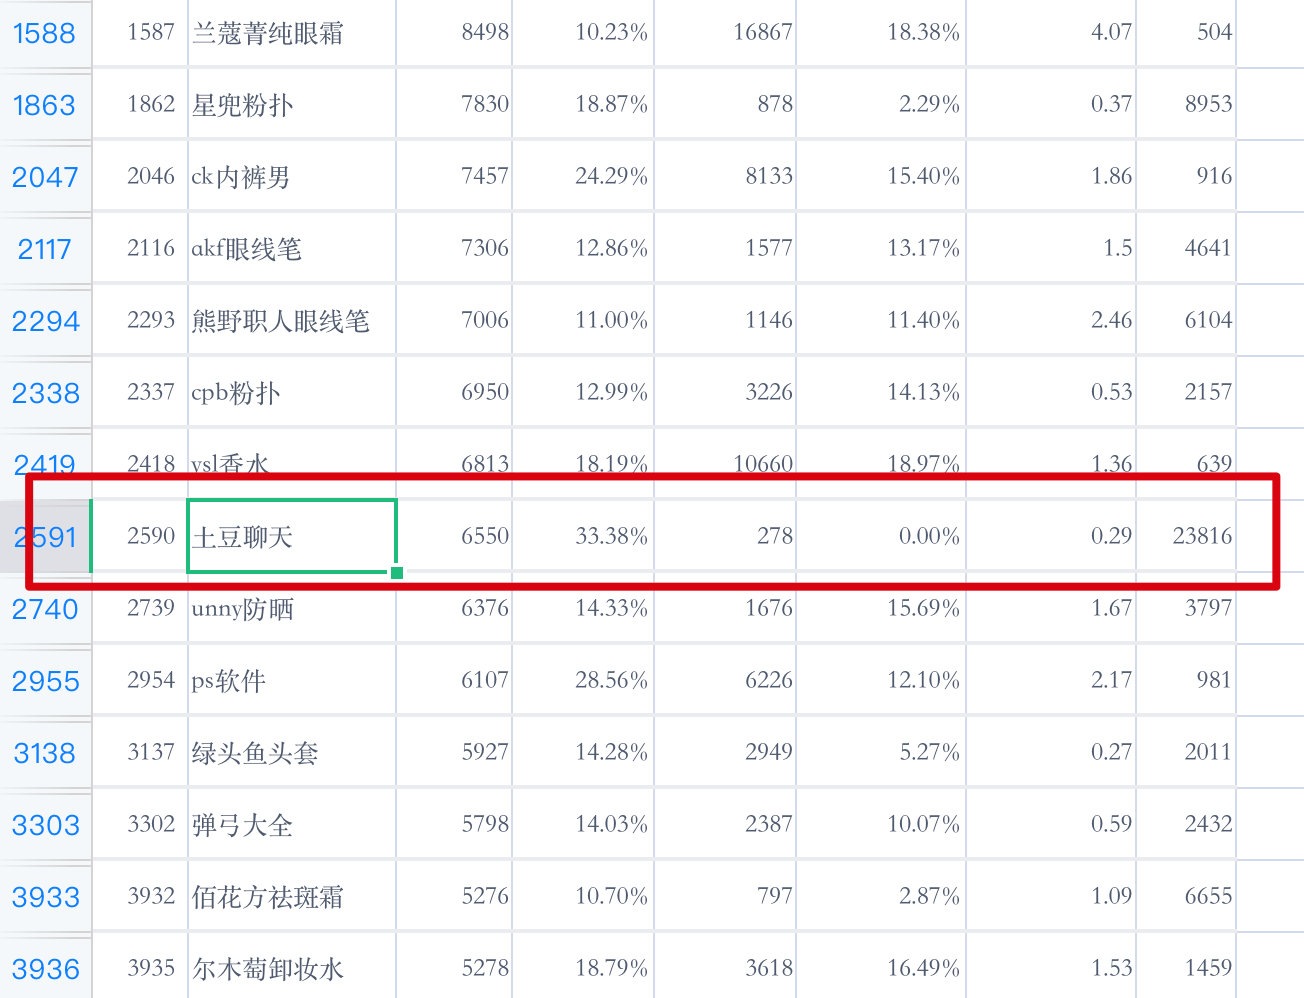 1588 1587 兰蔻菁纯眼霜 8498 10.23% 16867 18.38% 4.07 504
1863 1862 星兜粉扑 7830 18.87% 878 2.29% 0.37 8953
2047 2046 ck内裤男 7457 24.29% 8133 15.40% 1.86 916
2117 2116 akf眼线笔 7306 12.86% 1577 13.17% 1.5 4641
2294 2293 熊野职人眼线笔 7006 11.00% 1146 11.40% 2.46 6104
2338 2337 cpb粉扑 6950 12.99% 3226 14.13% 0.53 2157
2419 2418 ysl香水 6813 18.19% 10660 18.97% 1.36 639
2591 2590 土豆聊天 6550 33.38% 278 0.00% 0.29 23816
2740 2739 unny防晒 6376 14.33% 1676 15.69% 1.67 3797
2955 2954 ps软件 6107 28.56% 6226 12.10% 2.17 981
3138 3137 绿头鱼头套 5927 14.28% 2949 5.27% 0.27 2011
3303 3302 弹弓大全 5798 14.03% 2387 10.07% 0.59 2432
3933 3932 佰花方祛斑霜 5276 10.70% 797 2.87% 1.09 6655
3936 3935 尔木萄卸妆水 5278 18.79% 3618 16.49% 1.53 1459